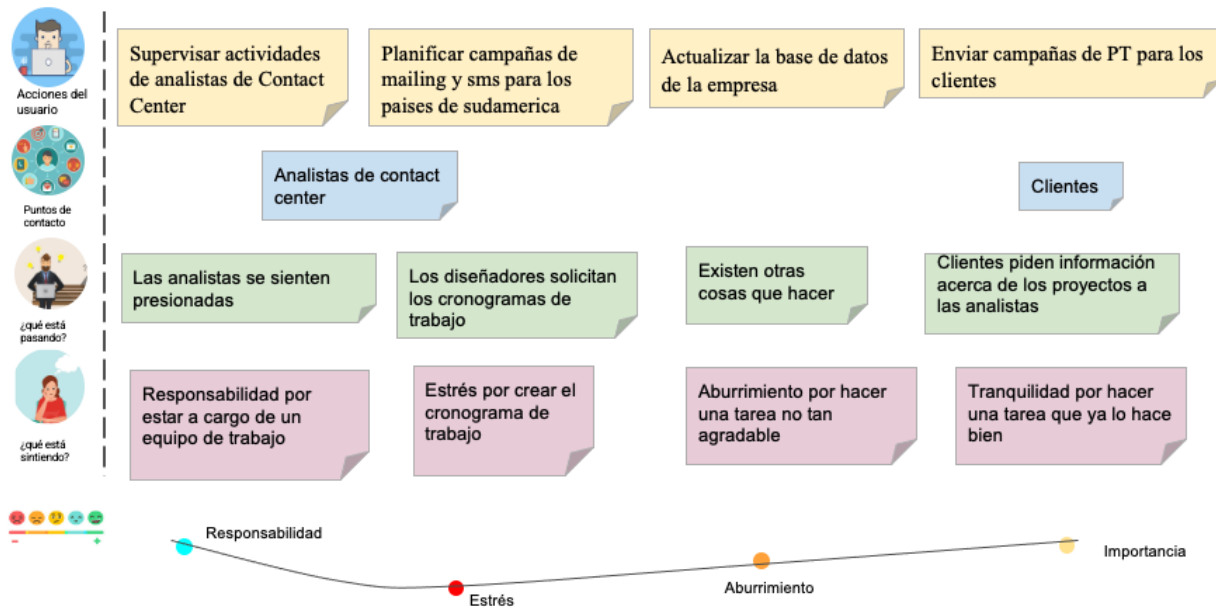 Acciones del
usuario
Supervisar actividades
de analistas de Contact
Center
Planificar campañas de
mailing y sms para los
paises de sudamerica
Actualizar la base de datos
de la empresa
Enviar campañas de PT para los
clientes
Puntos de
contacto
Analistas de contact
center
Clientes
¿qué está
pasando?
Las analistas se sienten
presionadas
Los diseñadores solicitan
los cronogramas de
trabajo
Existen otras
cosas que hacer
Clientes piden información
acerca de los proyectos a
las analistas
¿qué está
sintiendo?
Responsabilidad por
estar a cargo de un
equipo de trabajo
Estrés por crear el
cronograma de
trabajo
Aburrimiento por hacer
una tarea no tan
agradable
Tranquilidad por hacer
una tarea que ya lo hace
bien
- +
Responsabilidad
Estrés
Aburrimiento
Importancia